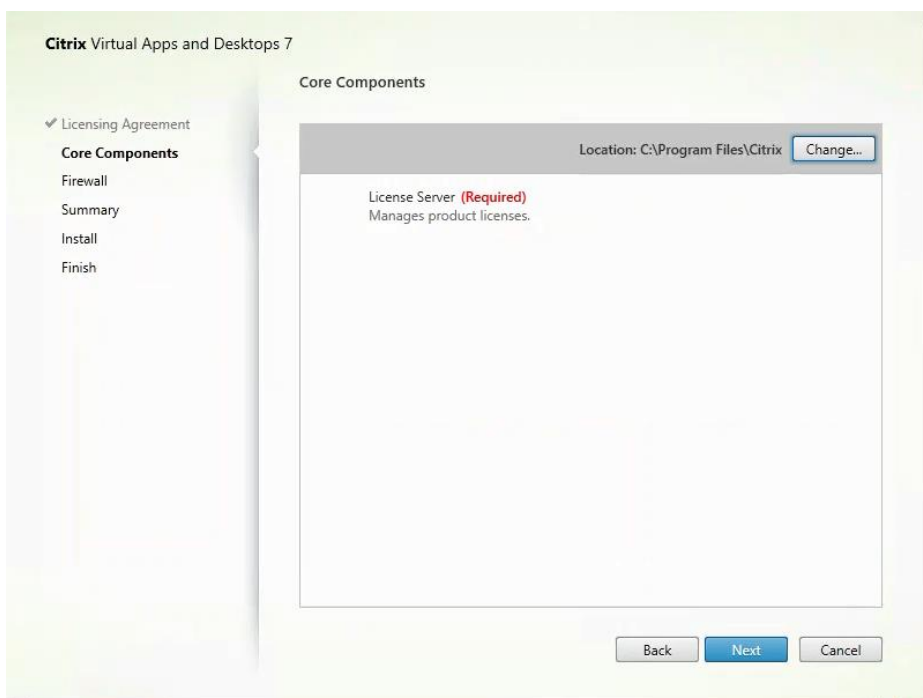 Citrix Virtual Apps and Desktops 7
Core Components
✔ Licensing Agreement
Core Components
Firewall
Summary
Install
Finish
Location: C:\Program Files\Citrix Change...
License Server (Required)
Manages product licenses.
Back Next Cancel